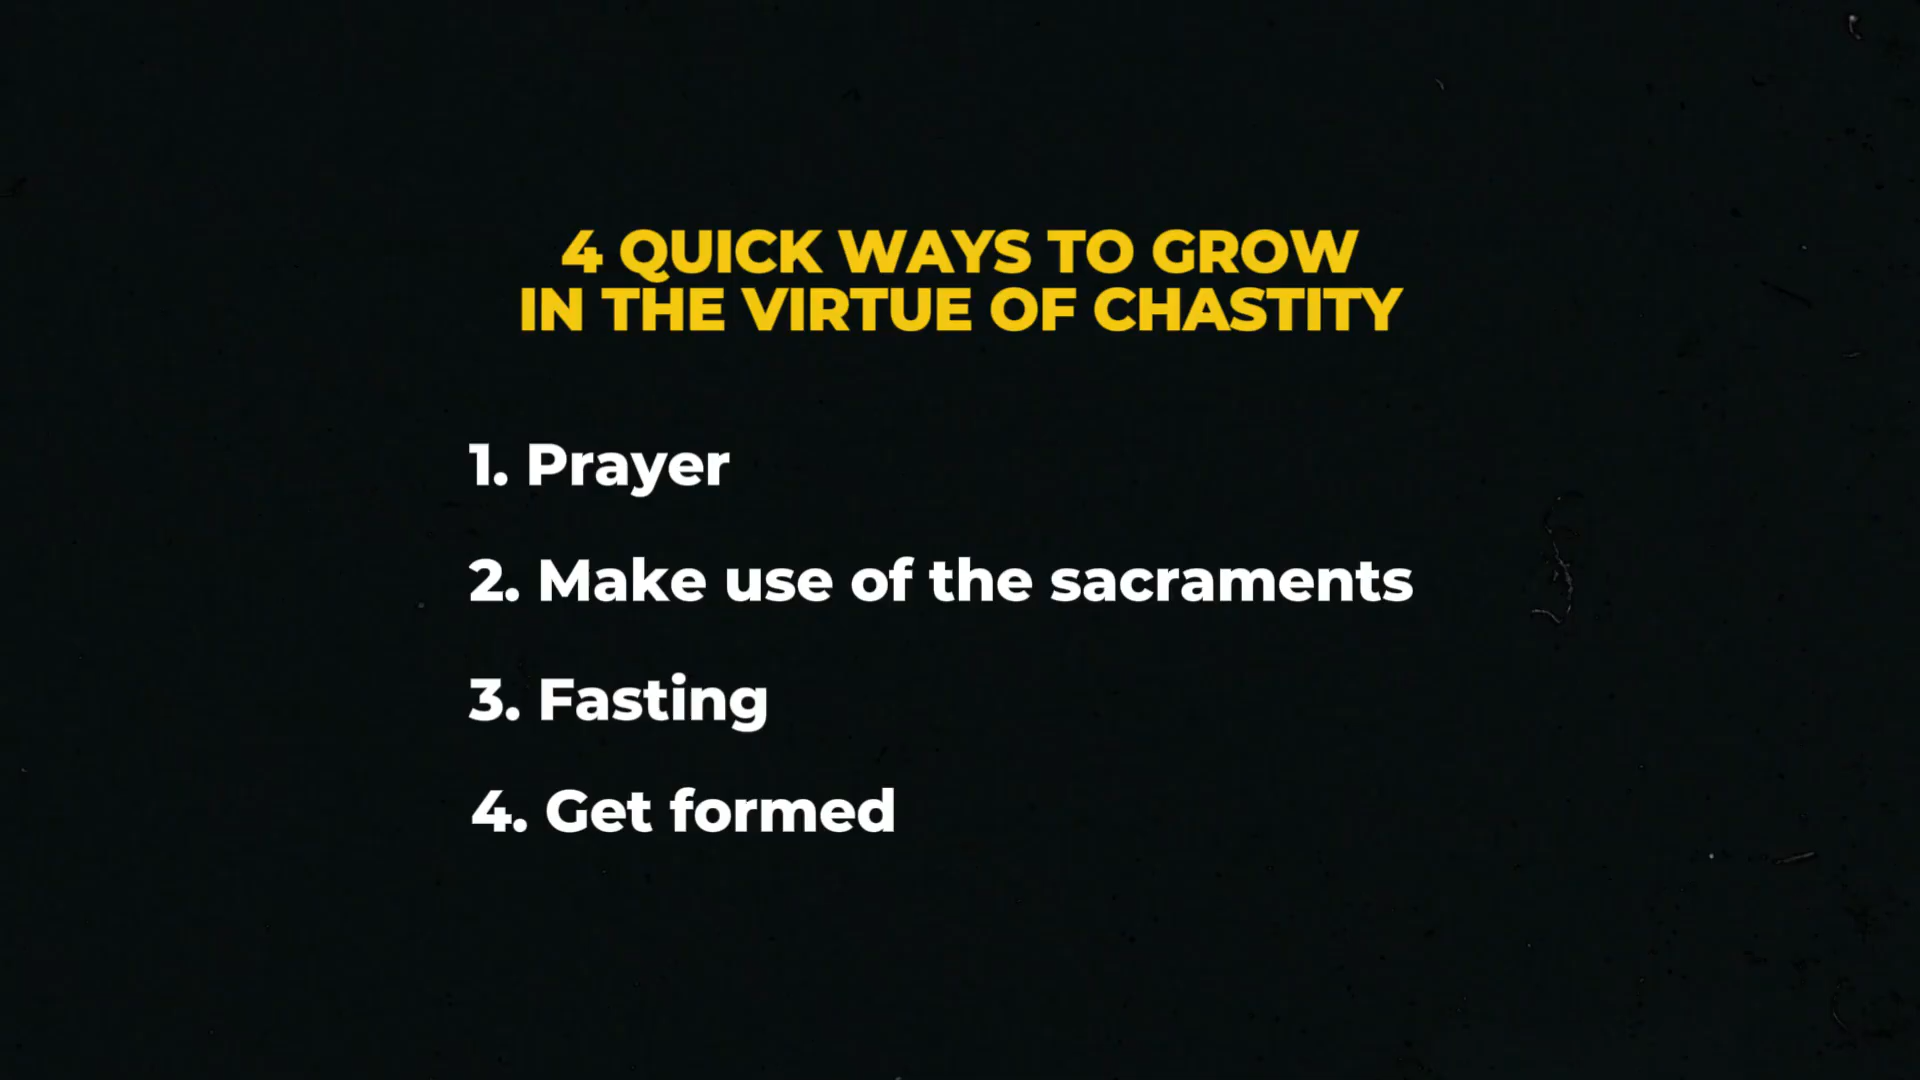 4 QUICK WAYS TO GROW
IN THE VIRTUE OF CHASTITY
1. Prayer
2. Make use of the sacraments
3. Fasting
4. Get formed